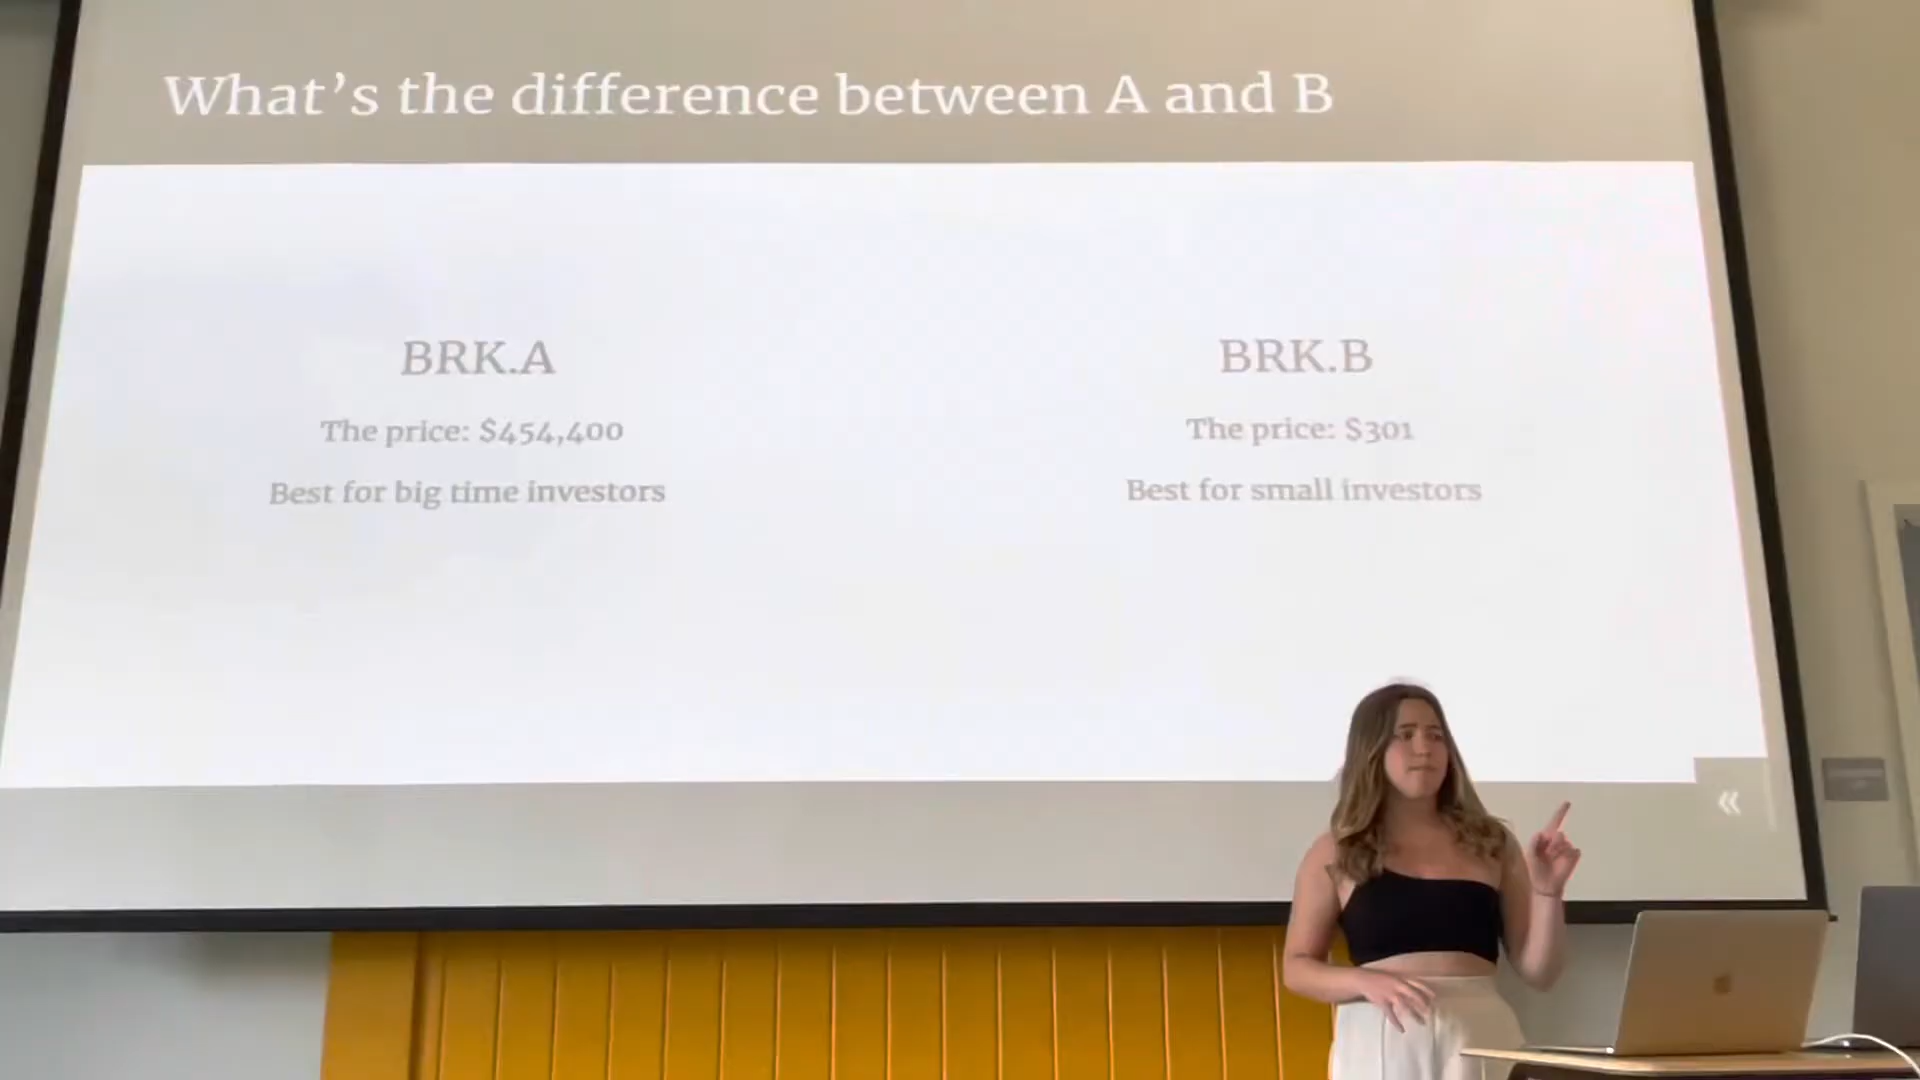 What's the difference between A and B
BRK.A
The price: $454,400
Best for big time investors
BRK.B
The price: $301
Best for small investors
«